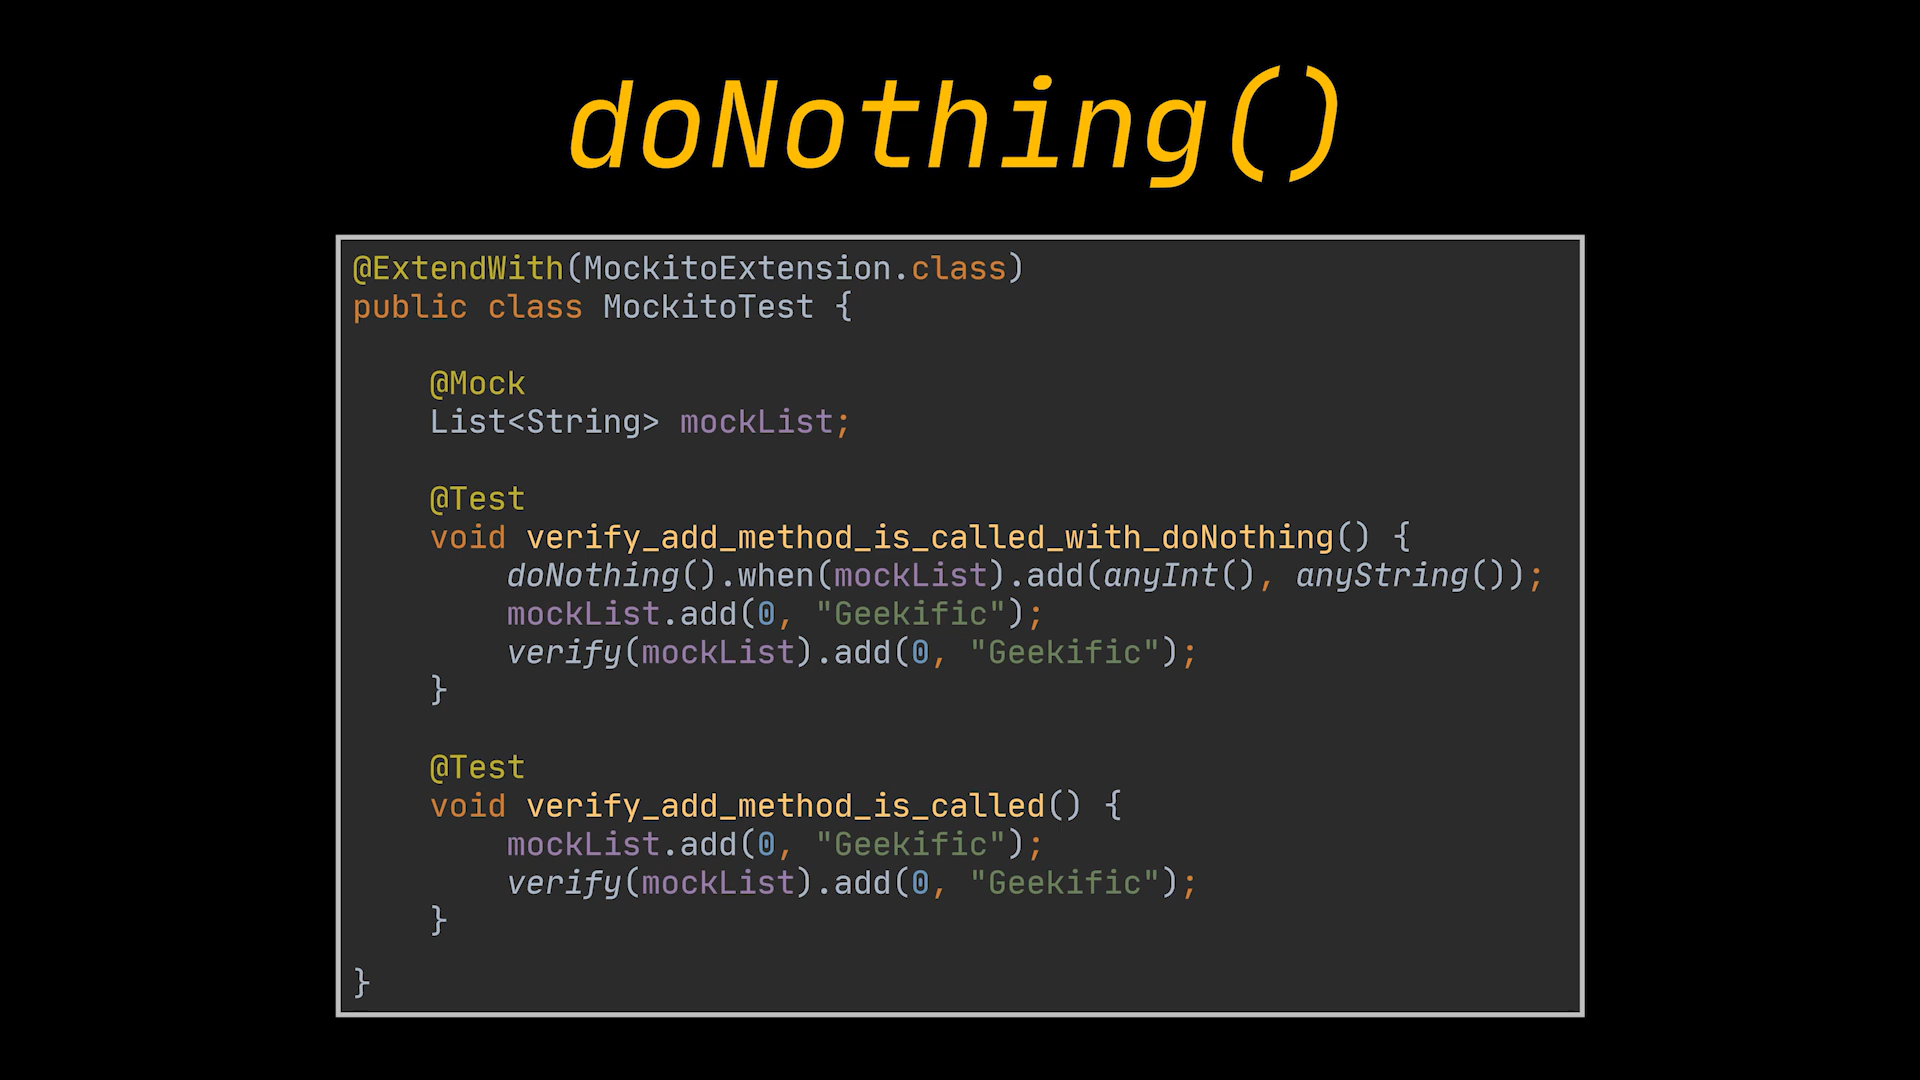 doNothing()
@ExtendWith(MockitoExtension.class)
public class MockitoTest {
@Mock
List<String> mockList;
@Test
void verify_add_method_is_called_with_doNothing() {
doNothing().when(mockList).add(anyInt(), anyString());
mockList.add(0, "Geekific");
verify(mockList).add(0, "Geekific");
}
@Test
void verify_add_method_is_called() {
mockList.add(0, "Geekific");
verify(mockList).add(0, "Geekific");
}
}